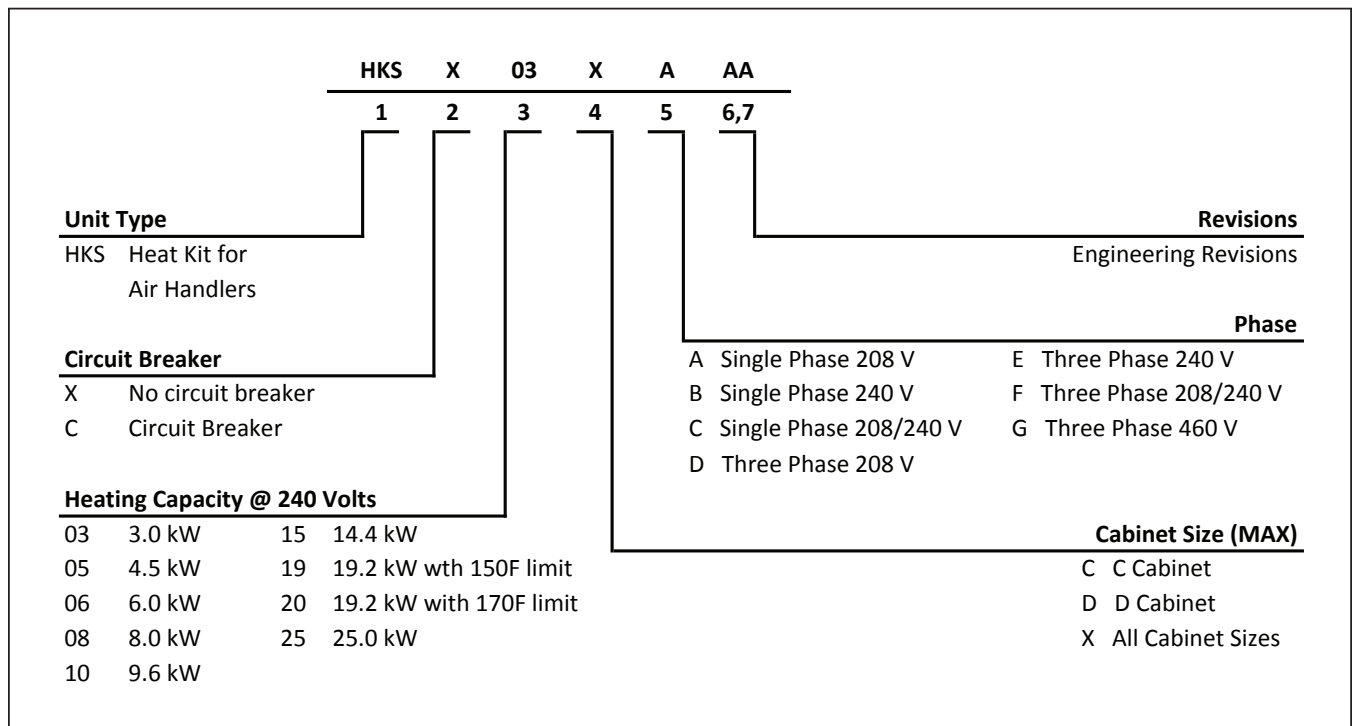 HKS X 03 X A AA
1 2 3 4 5 6,7
Unit Type
HKS Heat Kit for
Air Handlers
Circuit Breaker
X No circuit breaker
C Circuit Breaker
Heating Capacity @ 240 Volts
03 3.0 kW 15 14.4 kW
05 4.5 kW 19 19.2 kW wth 150F limit
06 6.0 kW 20 19.2 kW with 170F limit
08 8.0 kW 25 25.0 kW
10 9.6 kW
Revisions
Engineering Revisions
Phase
A Single Phase 208 V E Three Phase 240 V
B Single Phase 240 V F Three Phase 208/240 V
C Single Phase 208/240 V G Three Phase 460 V
D Three Phase 208 V
Cabinet Size (MAX)
C C Cabinet
D D Cabinet
X All Cabinet Sizes